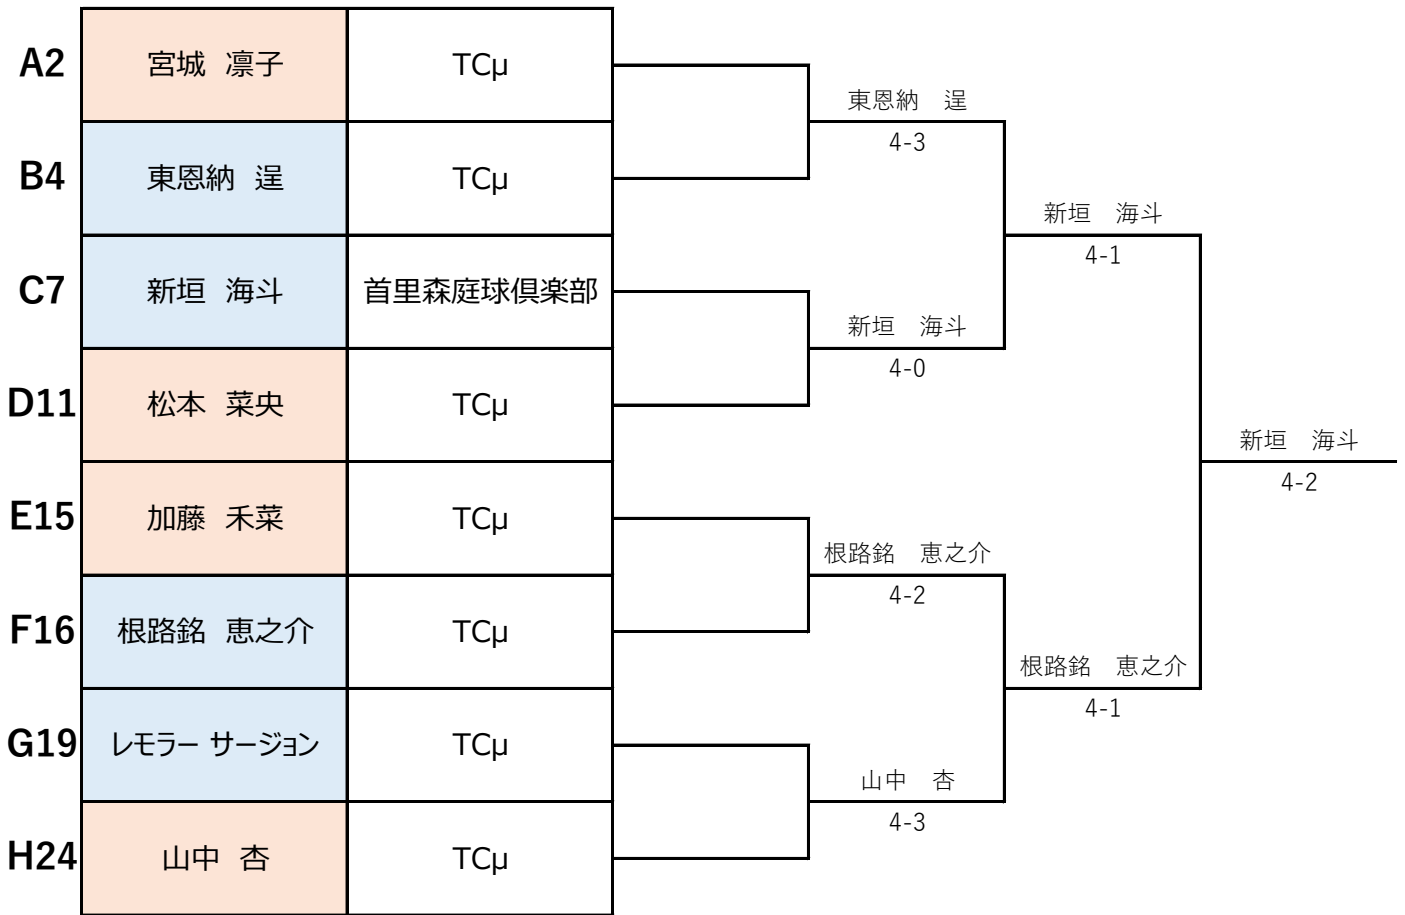 A2 宮城 凛子 TCμ
東恩納 逞
4-3
B4 東恩納 逞 TCμ
新垣 海斗
4-1
C7 新垣 海斗 首里森庭球倶楽部
新垣 海斗
4-0
D11 松本 菜央 TCμ
新垣 海斗
4-2
E15 加藤 禾菜 TCμ
根路銘 恵之介
4-2
F16 根路銘 恵之介 TCμ
根路銘 恵之介
4-1
G19 レモラー サージョン TCμ
山中 杏
4-3
H24 山中 杏 TCμ